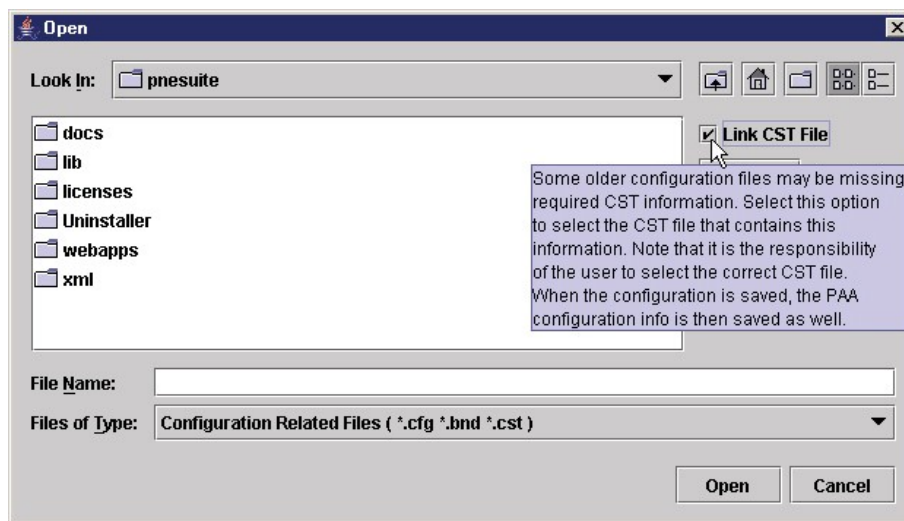 Open
Look In: pnesuite
docs
lib
licenses
Uninstaller
webapps
xml
Link CST File
Some older configuration files may be missing
required CST information. Select this option
to select the CST file that contains this
information. Note that it is the responsibility
of the user to select the correct CST file.
When the configuration is saved, the PAA
configuration info is then saved as well.
File Name:
Files of Type: Configuration Related Files ( *.cfg *.bnd *.cst )
Open Cancel